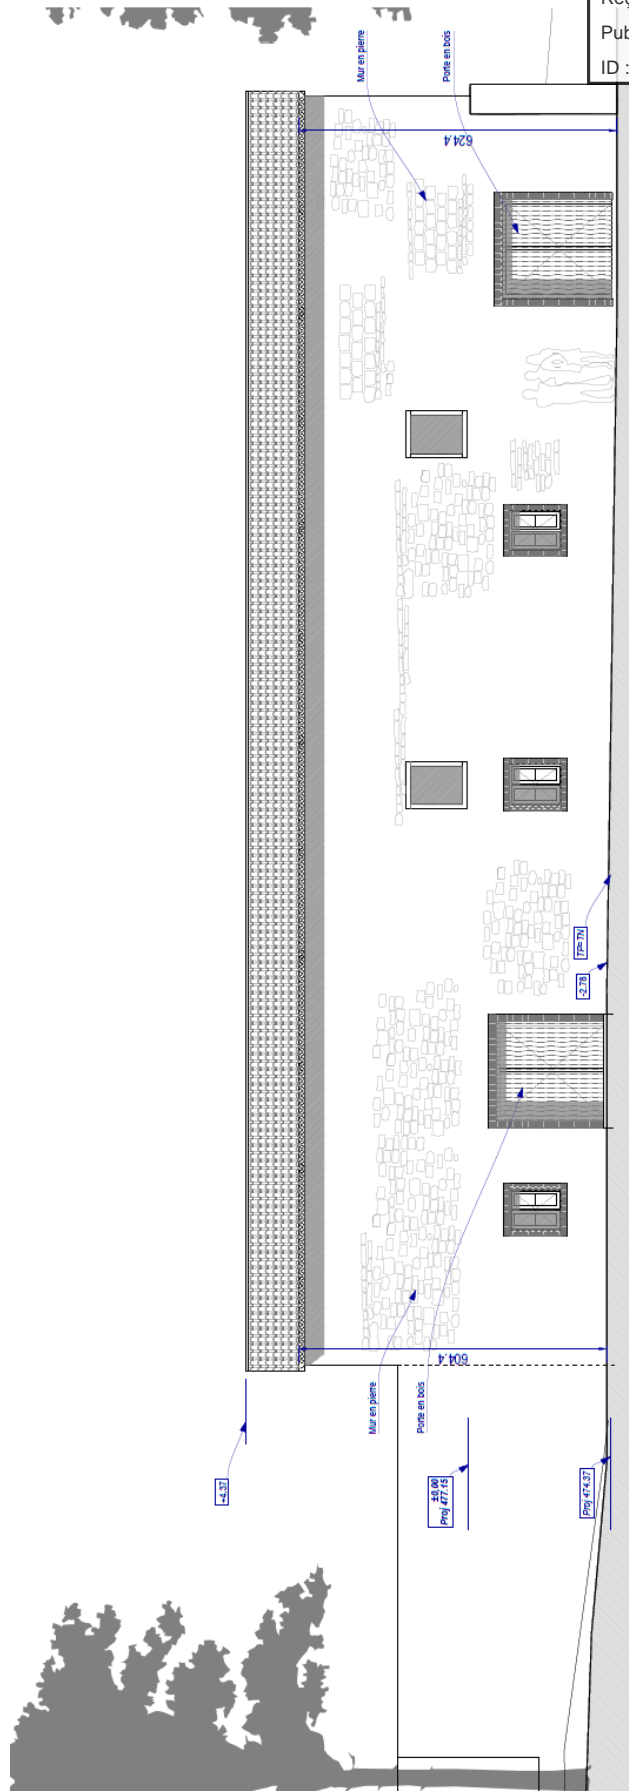 Pub
ID :
Mur en pierre
Porte en bois
624.4
TP=TN
-2.78
604.4
Mur en pierre
Porte en bois
+4.37
±0.00
Proj 477.15
Proj 474.37